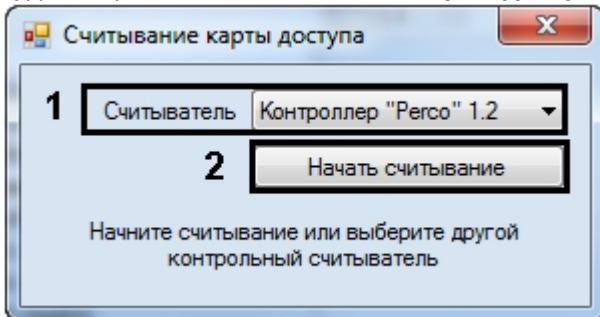 Считывание карты доступа
1 Считыватель Контроллер "Perco" 1.2
2 Начать считывание
Начните считывание или выберите другой
контрольный считыватель